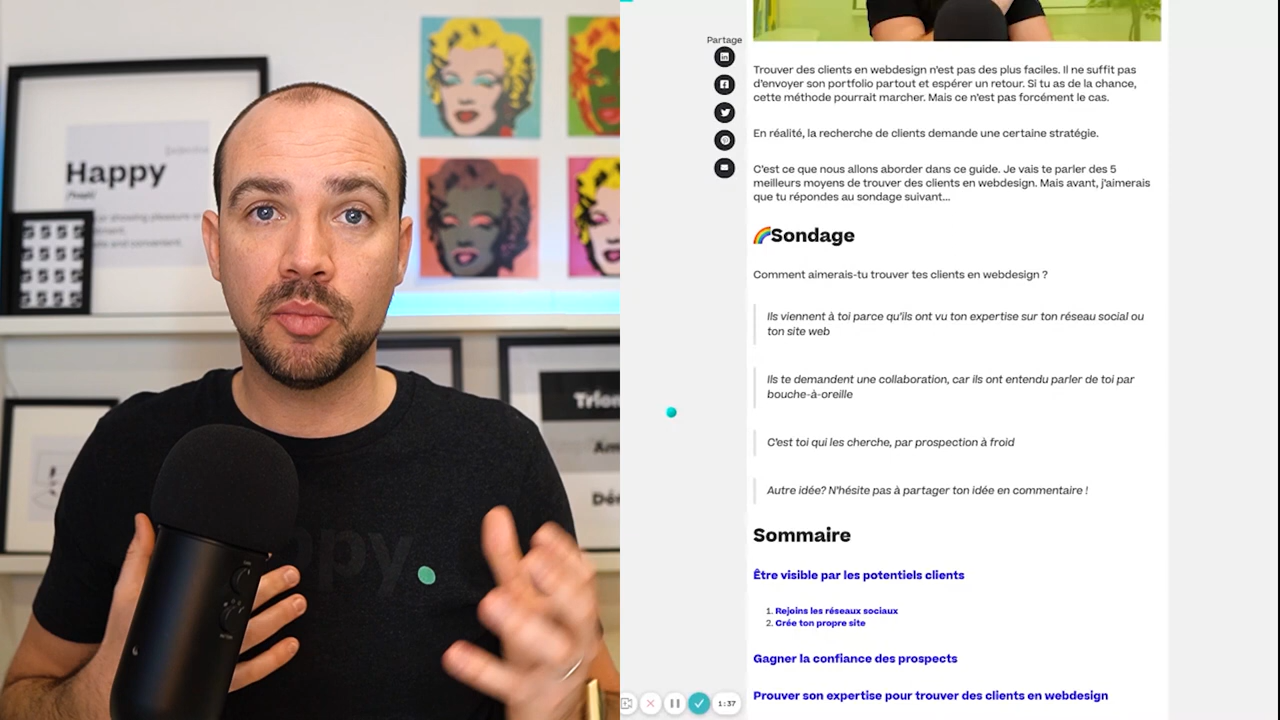 Happy
Happy.
Partage
Trouver des clients en webdesign n'est pas des plus faciles. Il ne suffit pas
d'envoyer son portfolio partout et espérer un retour. Si tu as de la chance,
cette méthode pourrait marcher. Mais ce n'est pas forcément le cas.
En réalité, la recherche de clients demande une certaine stratégie.
C'est ce que nous allons aborder dans ce guide. Je vais te parler des 5
meilleurs moyens de trouver des clients en webdesign. Mais avant, j'aimerais
que tu répondes au sondage suivant...
🌈Sondage
Comment aimerais-tu trouver tes clients en webdesign ?
Ils viennent à toi parce qu'ils ont vu ton expertise sur ton réseau social ou
ton site web
Ils te demandent une collaboration, car ils ont entendu parler de toi par
bouche-à-oreille
C'est toi qui les cherche, par prospection à froid
Autre idée? N'hésite pas à partager ton idée en commentaire !
Sommaire
Être visible par les potentiels clients
1. Rejoins les réseaux sociaux
2. Crée ton propre site
Gagner la confiance des prospects
Prouver son expertise pour trouver des clients en webdesign
1:37